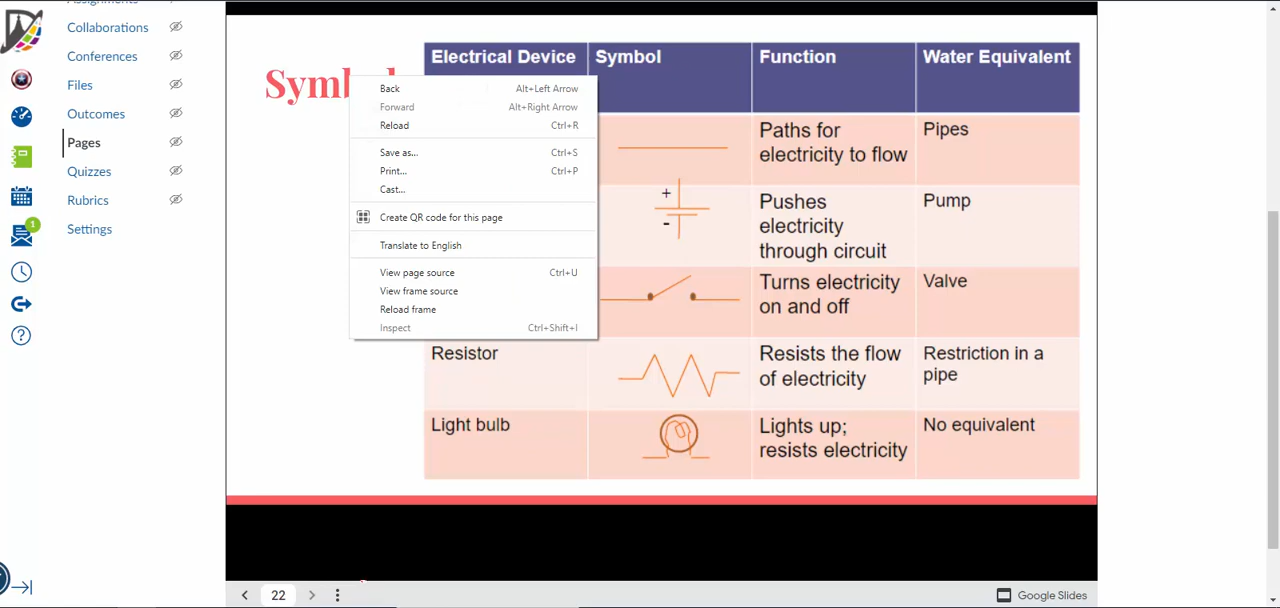 Collaborations
Conferences
Files
Outcomes
Pages
Quizzes
Rubrics
Settings
1
Back Alt+Left Arrow
Forward Alt+Right Arrow
Reload Ctrl+R
Save as... Ctrl+S
Print... Ctrl+P
Cast...
Create QR code for this page
Translate to English
View page source Ctrl+U
View frame source
Reload frame
Inspect Ctrl+Shift+I
Electrical Device Symbol Function Water Equivalent
Paths for
electricity to flow
Pipes
+
-
Pushes
electricity
through circuit
Pump
Turns electricity
on and off
Valve
Resistor
Resists the flow
of electricity
Restriction in a
pipe
Light bulb
Lights up;
resists electricity
No equivalent
22
Google Slides